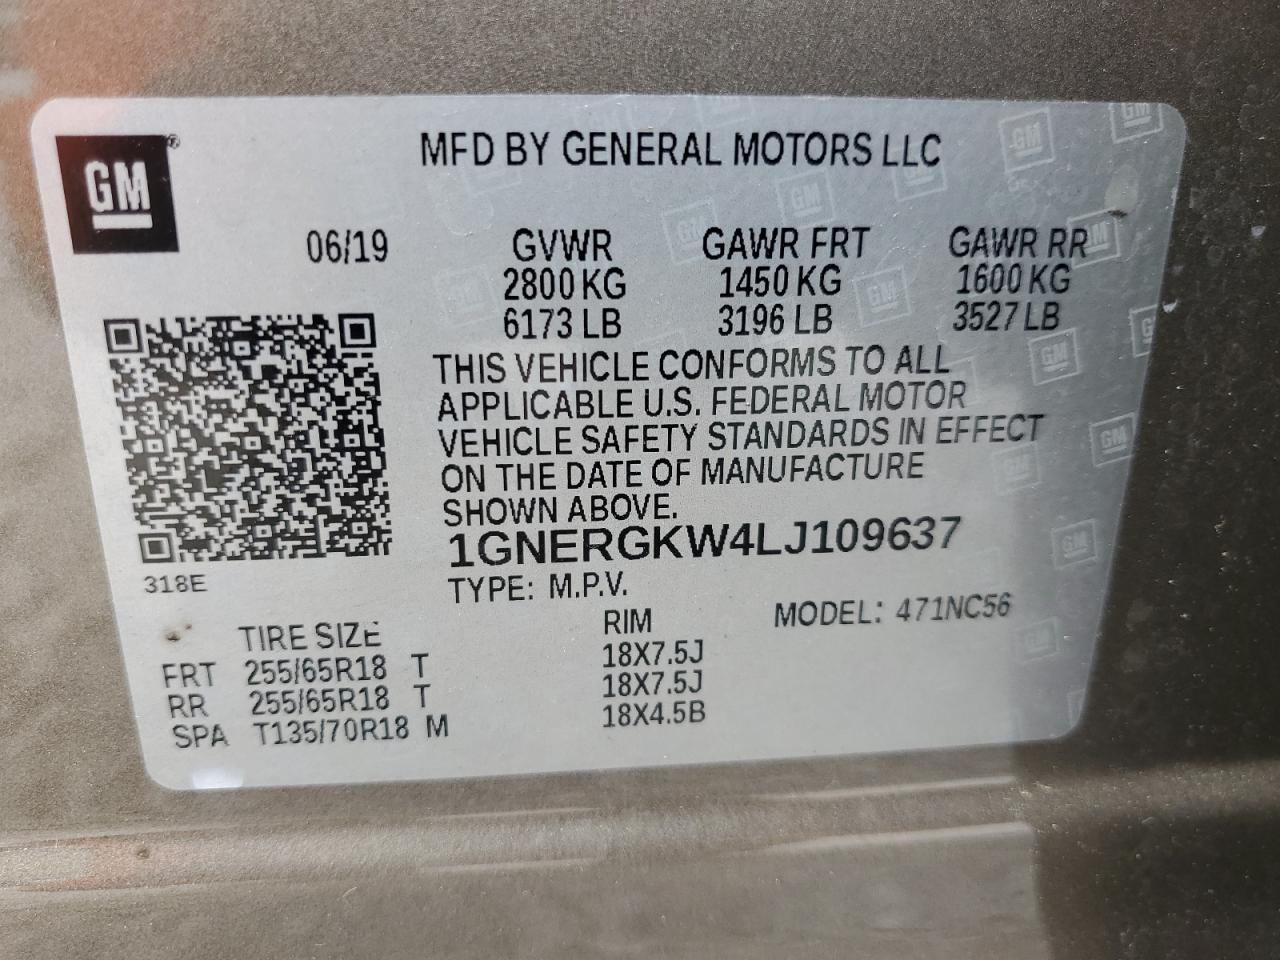 GM ®
MFD BY GENERAL MOTORS LLC
06/19 GVWR GAWR FRT GAWR RR
2800 KG 1450 KG 1600 KG
6173 LB 3196 LB 3527 LB
THIS VEHICLE CONFORMS TO ALL
APPLICABLE U.S. FEDERAL MOTOR
VEHICLE SAFETY STANDARDS IN EFFECT
ON THE DATE OF MANUFACTURE
SHOWN ABOVE.
1GNERGKW4LJ109637
318E
TYPE: M.P.V. MODEL: 471NC56
TIRE SIZE RIM
FRT 255/65R18 T 18X7.5J
RR 255/65R18 T 18X7.5J
SPA T135/70R18 M 18X4.5B